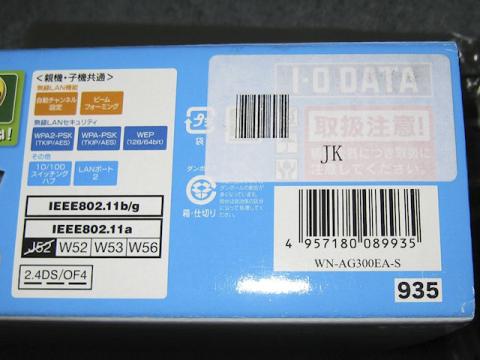 <親機・子機共通>
無線LAN機能
自動チャンネル
設定
ビーム
フォーミング
無線LANセキュリティ
WPA2-PSK
(TKIP/AES)
WPA-PSK
(TKIP/AES)
WEP
(128/64bit)
その他
10/100
スイッチング
ハブ
LANポート
2
IEEE802.11b/g
IEEE802.11a
J52 W52 W53 W56
2.4DS/OF4
I-O DATA
取扱注意!
JK
袋
ダンボール
箱・仕切り
4 957180 089935
WN-AG300EA-S
935